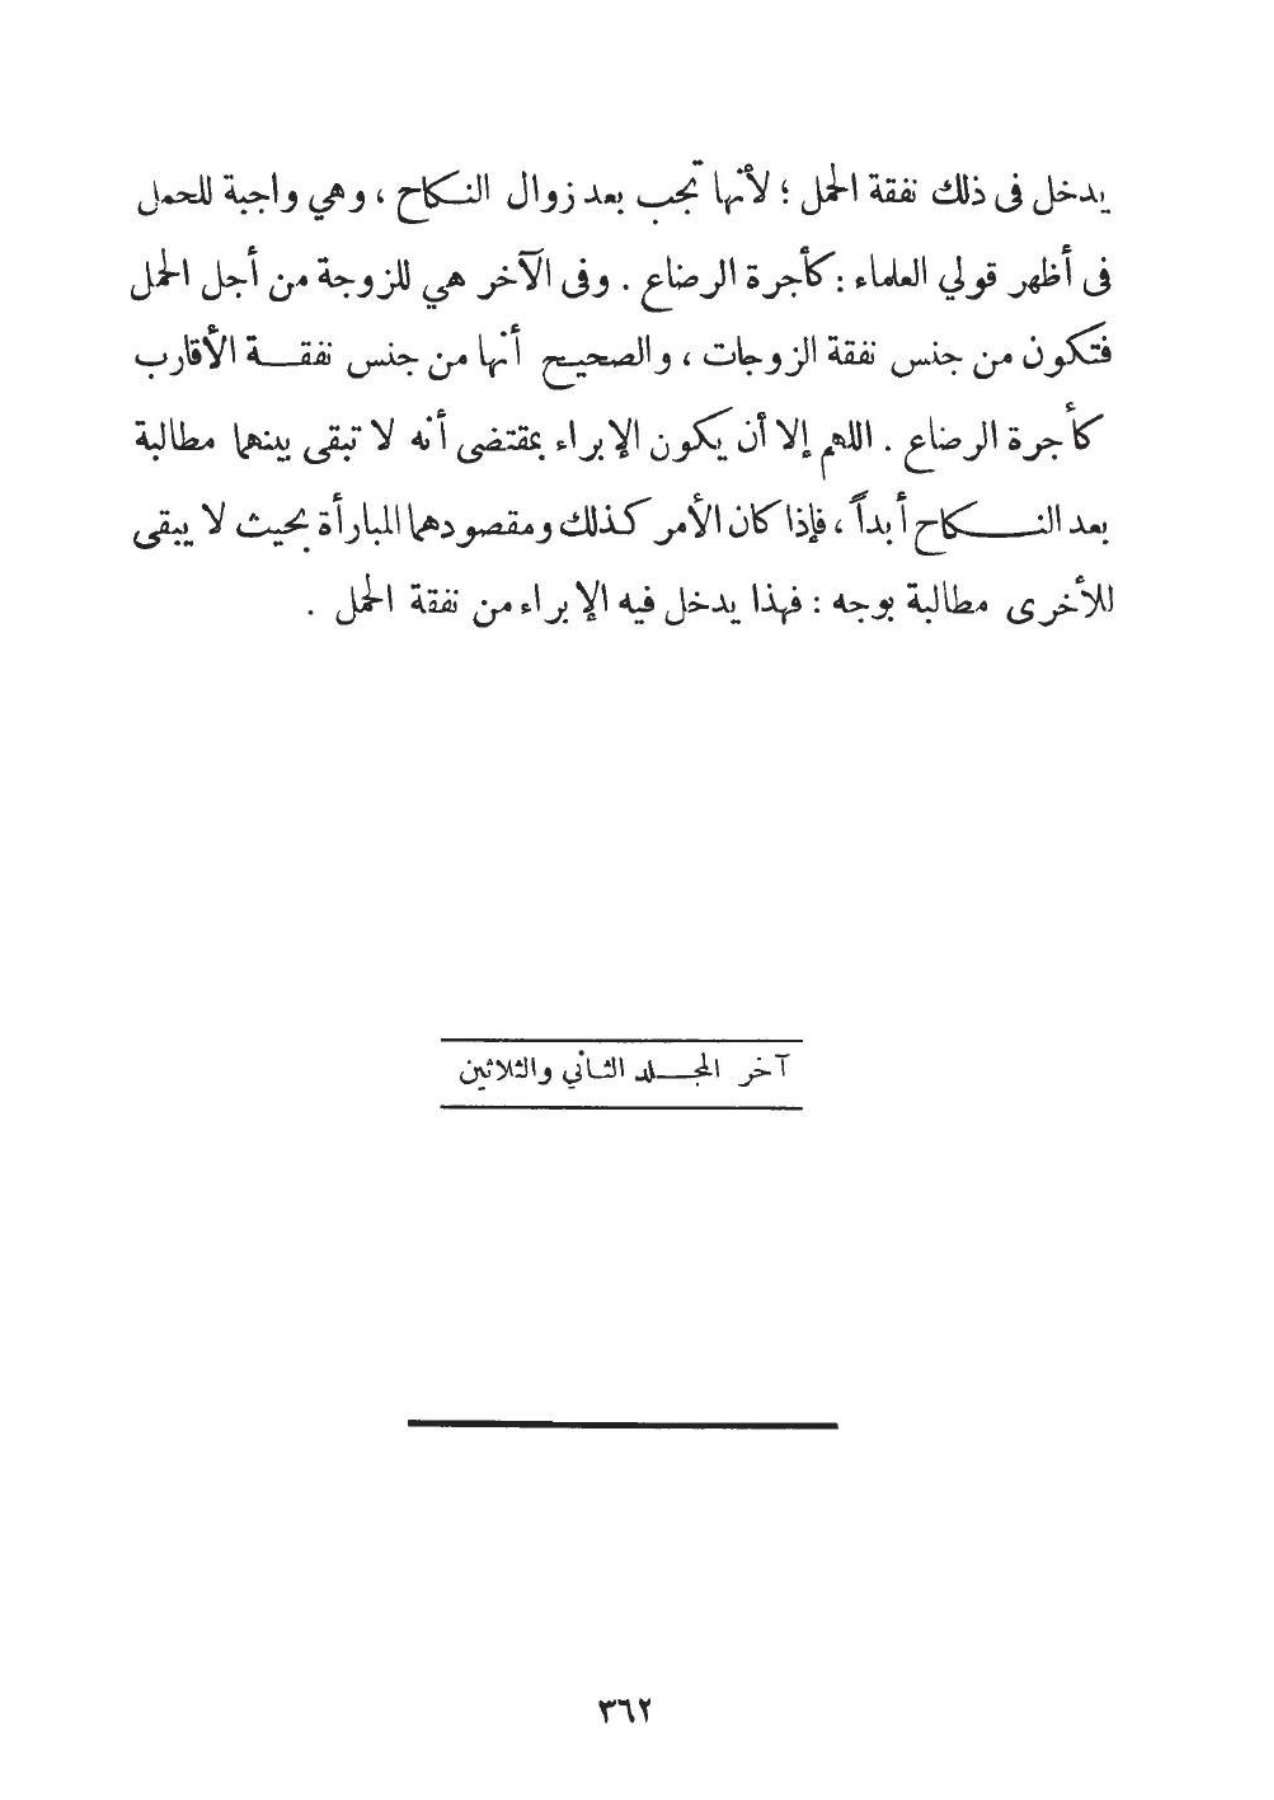 يدخل فى ذلك نفقة الحمل ؛ لأنها تجب بعد زوال النكاح ، وهي واجبة للحمل
فى أظهر قولي العلماء : كأجرة الرضاع . وفى الآخر هي للزوجة من أجل الحمل
فتكون من جنس نفقة الزوجات ، والصحيح أنها من جنس نفقة الأقارب
كأجرة الرضاع . اللهم إلا أن يكون الإبراء بمقتضى أنه لا تبقى بينهما مطالبة
بعد النكاح أبداً ، فإذا كان الأمر كذلك ومقصودهما المبارأة بحيث لا يبقى
للأخرى مطالبة بوجه : فهذا يدخل فيه الإبراء من نفقة الحمل .
آخر المجلد الثاني والثلاثين
٣٦٢